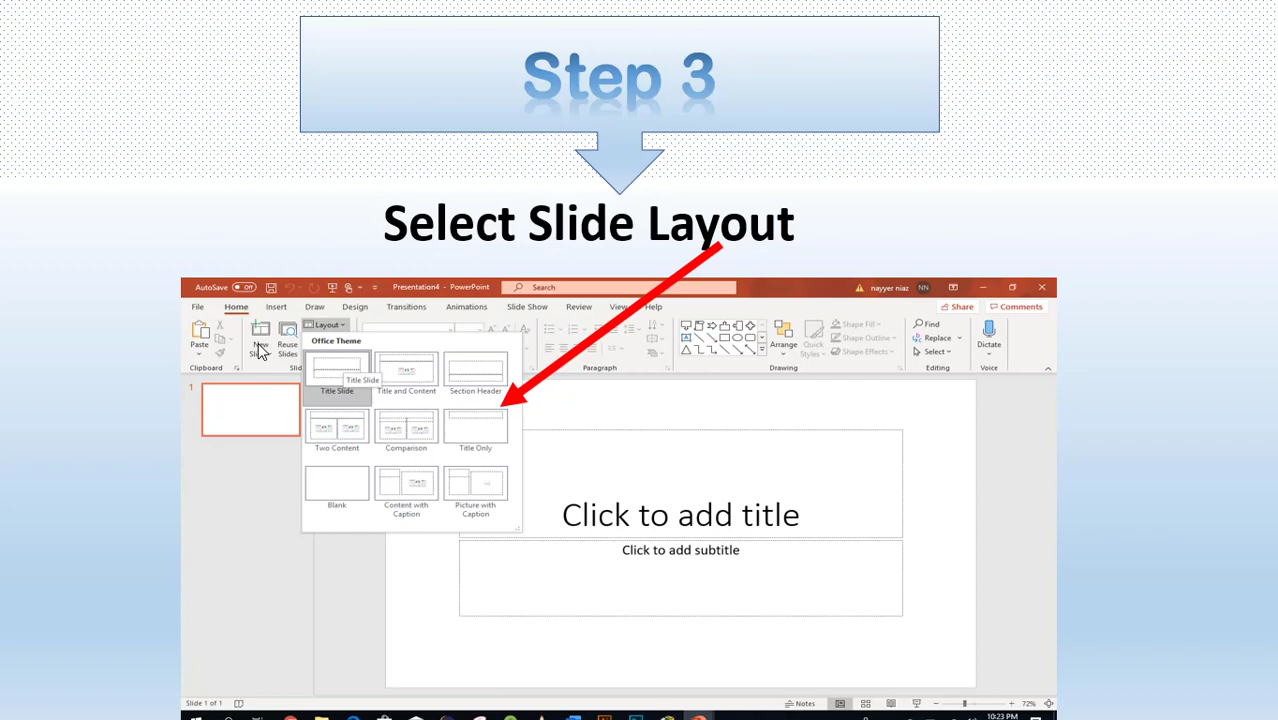 Step 3
Select Slide Layout
AutoSave Off Presentation4 - PowerPoint Search nayyer niaz NN
File Home Insert Draw Design Transitions Animations Slide Show Review View Help Share Comments
Layout
Paste
New
Reuse
Slides
Arrange
Quick
Styles
Shape Fill
Shape Outline
Shape Effects
Find
Replace
Select
Dictate
Clipboard Paragraph Drawing Editing Voice
Office Theme
Title Slide
Title Slide Title and Content Section Header
Two Content Comparison Title Only
Blank
Content with
Caption
Picture with
Caption
1
Click to add title
Click to add subtitle
Slide 1 of 1 Notes 72%
10:23 PM